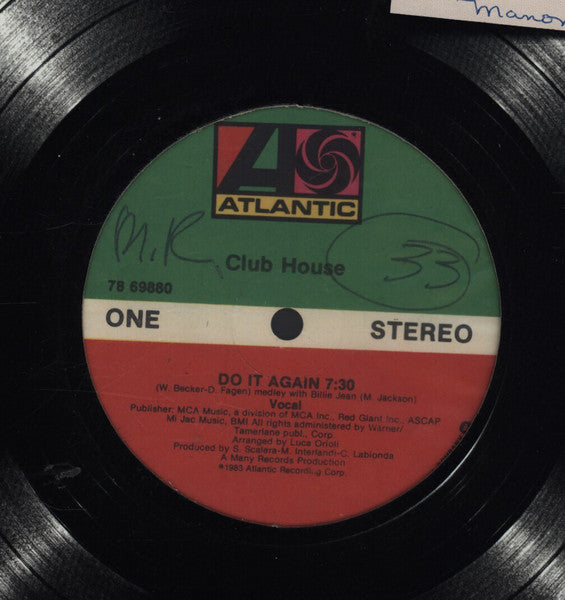 Manon
ATLANTIC
M.R.
Club House
33
78 69880
ONE
STEREO
DO IT AGAIN 7:30
(W. Becker-D. Fagen) medley with Billie Jean (M. Jackson)
Vocal
Publisher: MCA Music, a division of MCA Inc., Red Giant Inc., ASCAP
Mi Jac Music, BMI All rights administered by Warner/
Tamerlane publ., Corp
Arranged by Luca Orioli
Produced by S. Scalera-M. Interlandi-C. Labionda
A Many Records Production
℗1983 Atlantic Recording Corp.